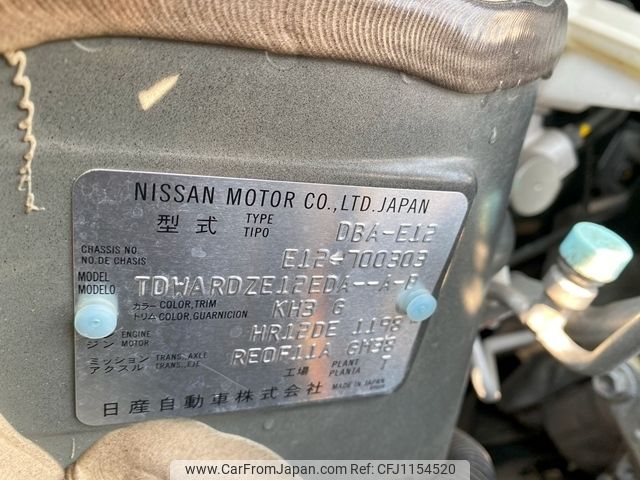 NISSAN MOTOR CO., LTD. JAPAN
型式 TYPE TIPO DBA-E12
CHASSIS NO. NO. DE CHASIS E12-700303
MODEL MODELO TDWARDZE12EDA--A-
カラー COLOR, TRIM トリム COLOR, GUARNICION KH3 G
エンジン ENGINE MOTOR HR12DE 1198
ミッション TRANS., AXLE アクスル TRANS., EJE RE0F11A GH38
工場 PLANT PLANTA 1
日産自動車株式会社 MADE IN JAPAN
www.CarFromJapan.com - Ref No: CFJ1154520